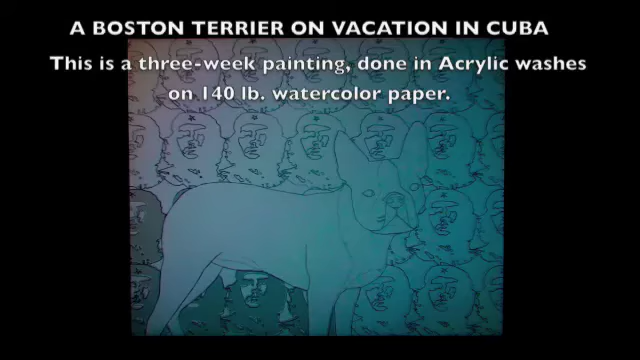 A BOSTON TERRIER ON VACATION IN CUBA
This is a three-week painting, done in Acrylic washes
on 140 lb. watercolor paper.